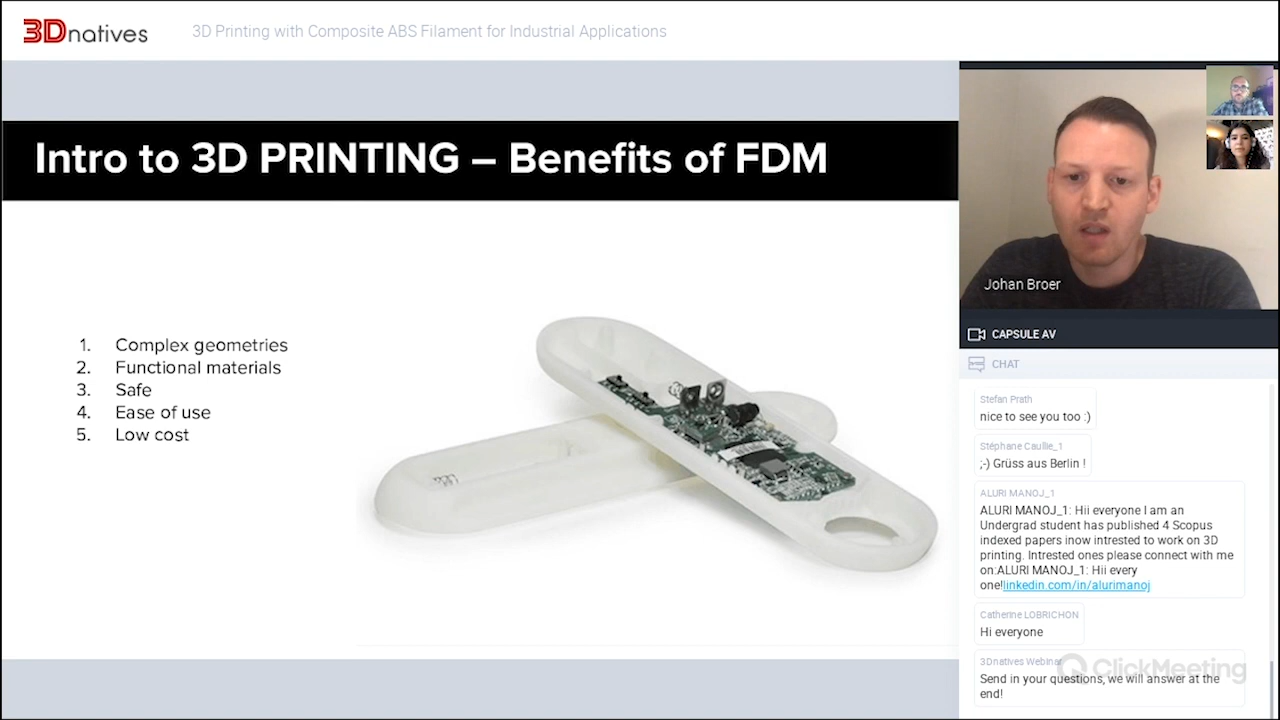 3Dnatives
3D Printing with Composite ABS Filament for Industrial Applications
Intro to 3D PRINTING – Benefits of FDM
1. Complex geometries
2. Functional materials
3. Safe
4. Ease of use
5. Low cost
Johan Broer
CAPSULE AV
CHAT
Stefan Prath
nice to see you too :)
Stéphane Caullie_1
;-) Grüss aus Berlin !
ALURI MANOJ_1
ALURI MANOJ_1: Hii everyone I am an
Undergrad student has published 4 Scopus
indexed papers inow intrested to work on 3D
printing. Intrested ones please connect with me
on:ALURI MANOJ_1: Hii every
one!linkedin.com/in/alurimanoj
Catherine LOBRICHON
Hi everyone
3Dnatives Webinar
ClickMeeting
Send in your questions, we will answer at the
end!